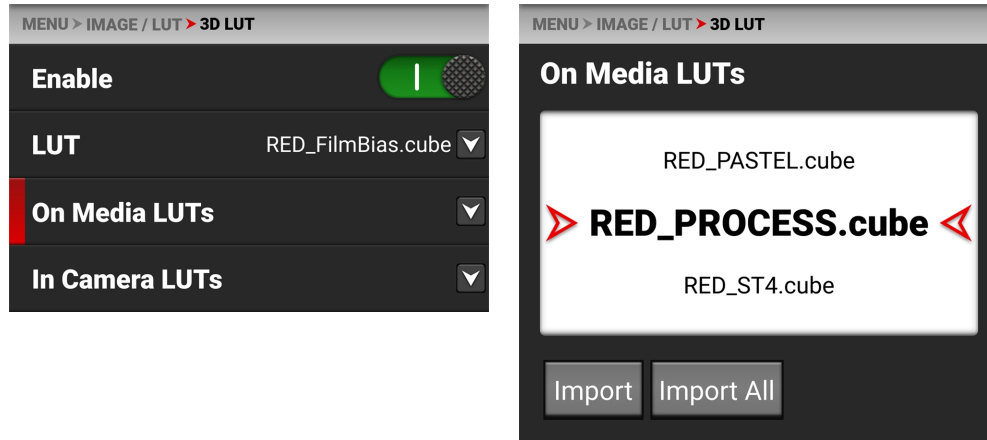 MENU > IMAGE / LUT > 3D LUT
Enable
LUT RED_FilmBias.cube
On Media LUTs
In Camera LUTs
MENU > IMAGE / LUT > 3D LUT
On Media LUTs
RED_PASTEL.cube
RED_PROCESS.cube
RED_ST4.cube
Import Import All